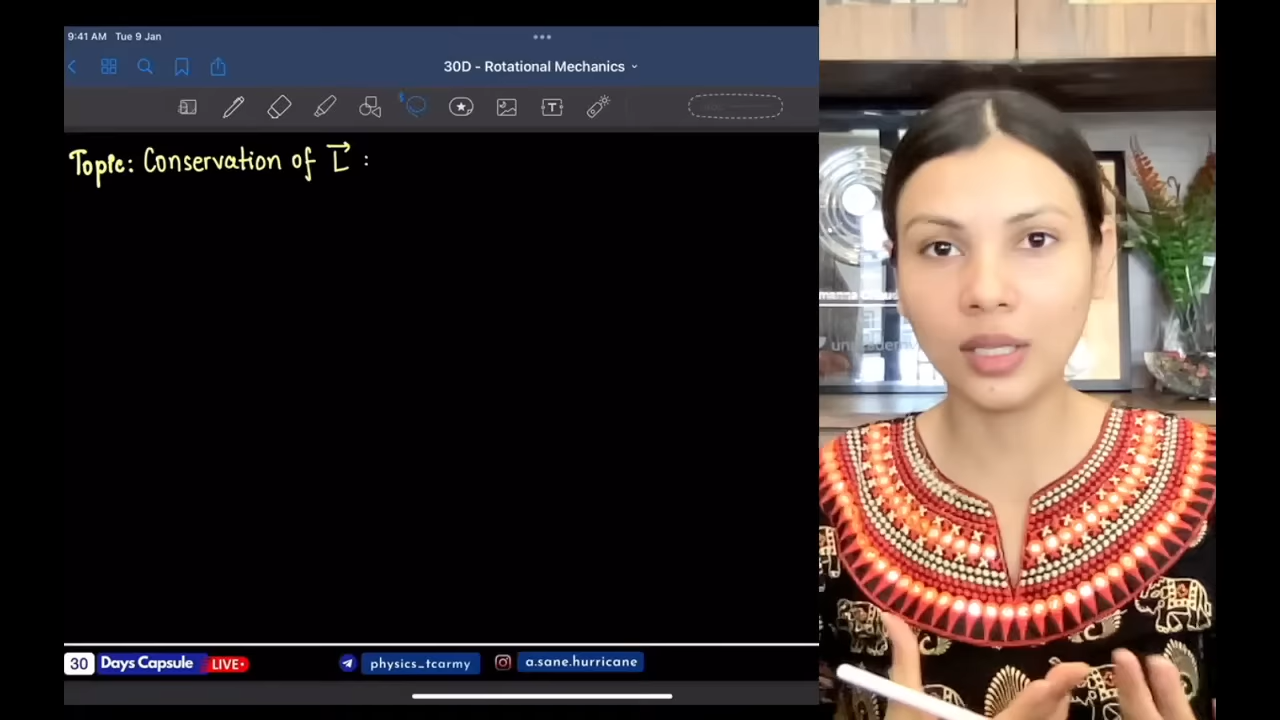 9:41 AM Tue 9 Jan
30D - Rotational Mechanics
T
Topic: Conservation of L⃗ :
30 Days Capsule LIVE
physics_tcarmy
a.sane.hurricane